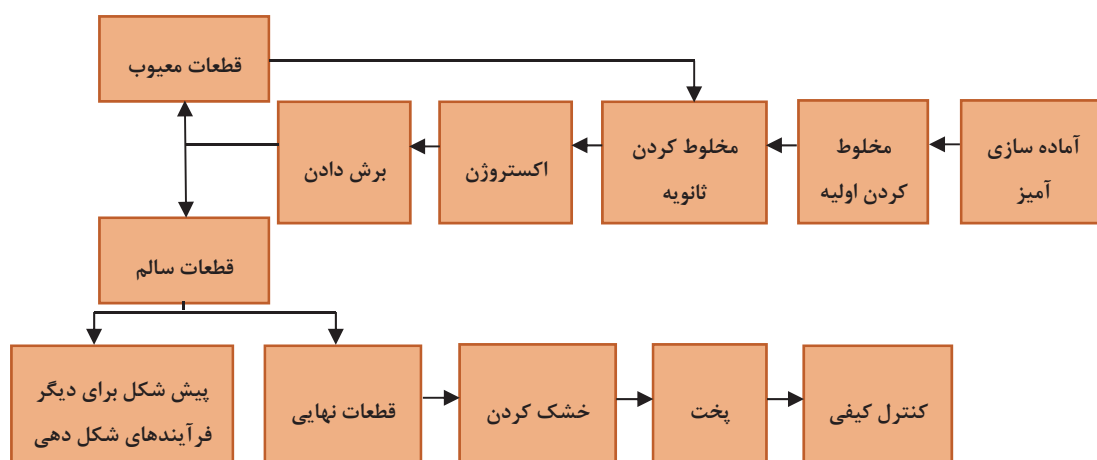 قطعات معیوب
آماده سازی
آمیز
مخلوط
کردن اولیه
مخلوط کردن
ثانویه
اکستروژن
برش دادن
قطعات سالم
پیش شکل برای دیگر
فرآیندهای شکل دهی
قطعات نهایی
خشک کردن
پخت
کنترل کیفی